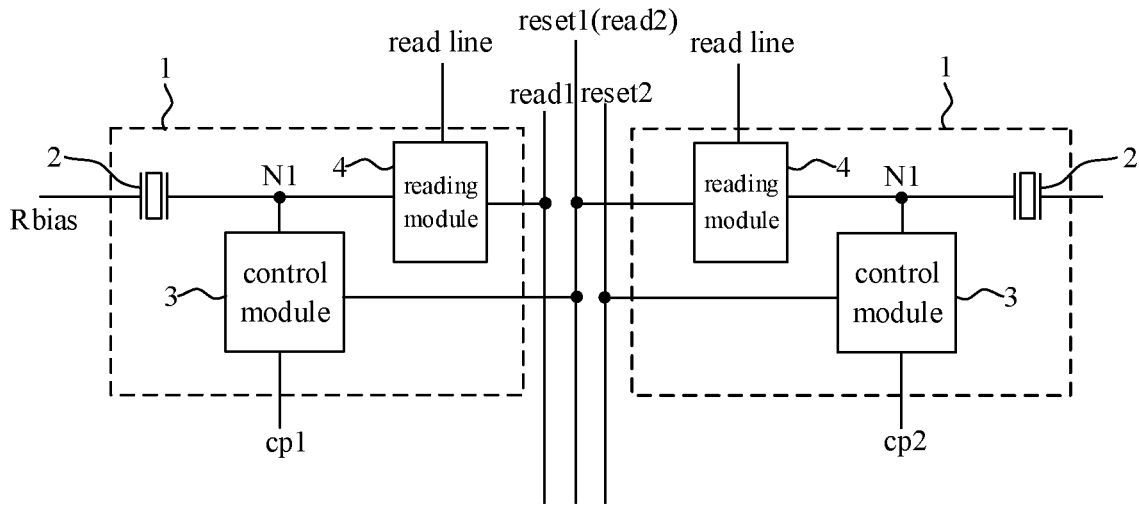 reset1(read2)
read line
read line
1
read1
reset2
1
2
N1
4
reading
module
4
reading
module
N1
2
Rbias
control
module
3
control
module
3
cp1
cp2